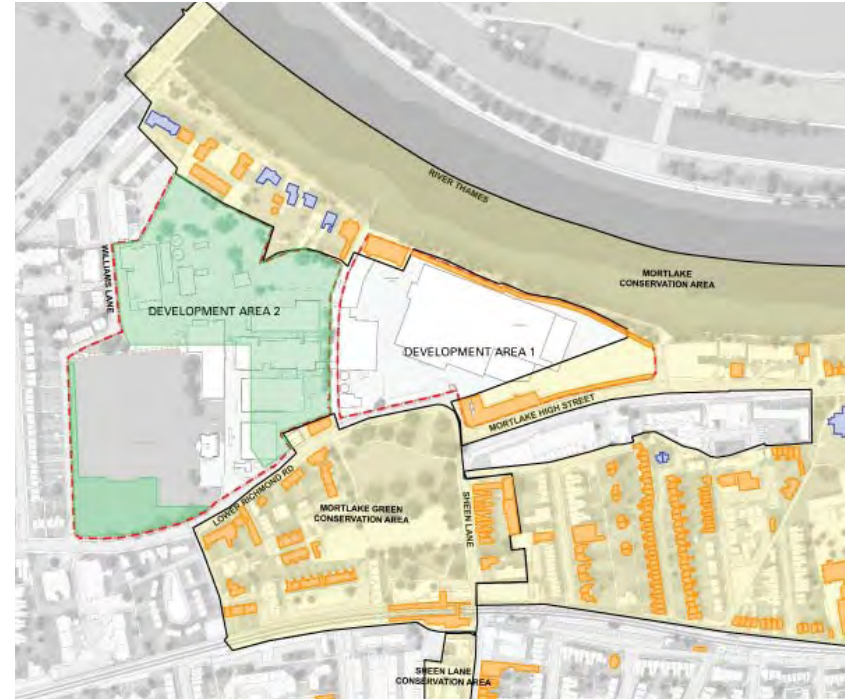 RIVER THAMES
MORTLAKE
CONSERVATION AREA
WILLIAMS LANE
DEVELOPMENT AREA 2
DEVELOPMENT AREA 1
MORTLAKE HIGH STREET
LOWER RICHMOND RD
MORTLAKE GREEN
CONSERVATION AREA
SHEEN LANE
SHEEN LANE
CONSERVATION AREA